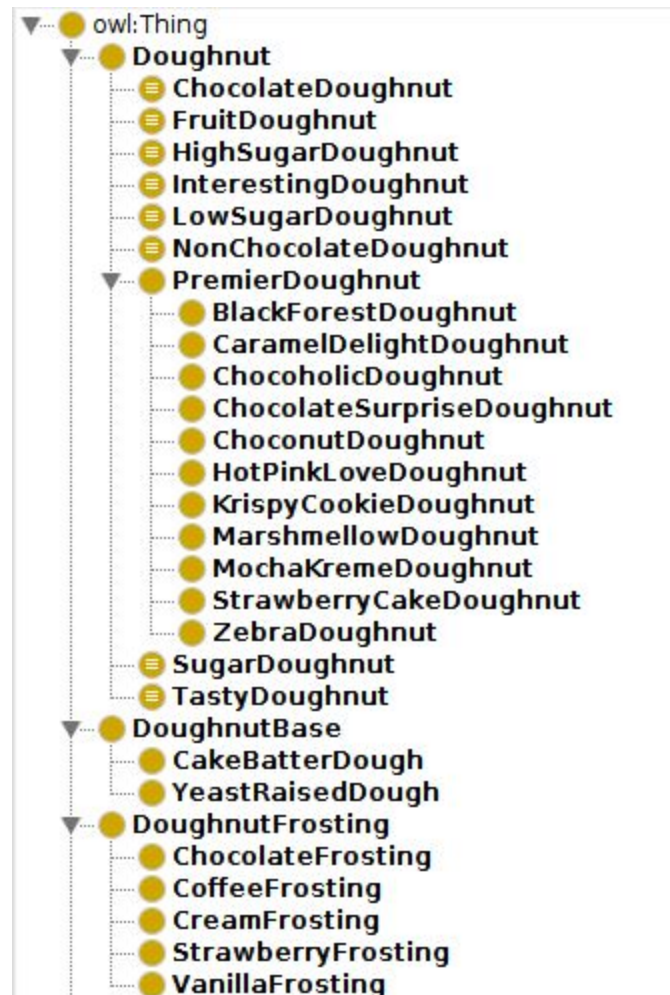 owl:Thing
Doughnut
ChocolateDoughnut
FruitDoughnut
HighSugarDoughnut
InterestingDoughnut
LowSugarDoughnut
NonChocolateDoughnut
PremierDoughnut
BlackForestDoughnut
CaramelDelightDoughnut
ChocoholicDoughnut
ChocolateSurpriseDoughnut
ChoconutDoughnut
HotPinkLoveDoughnut
KrispyCookieDoughnut
MarshmellowDoughnut
MochaKremeDoughnut
StrawberryCakeDoughnut
ZebraDoughnut
SugarDoughnut
TastyDoughnut
DoughnutBase
CakeBatterDough
YeastRaisedDough
DoughnutFrosting
ChocolateFrosting
CoffeeFrosting
CreamFrosting
StrawberryFrosting
VanillaFrosting